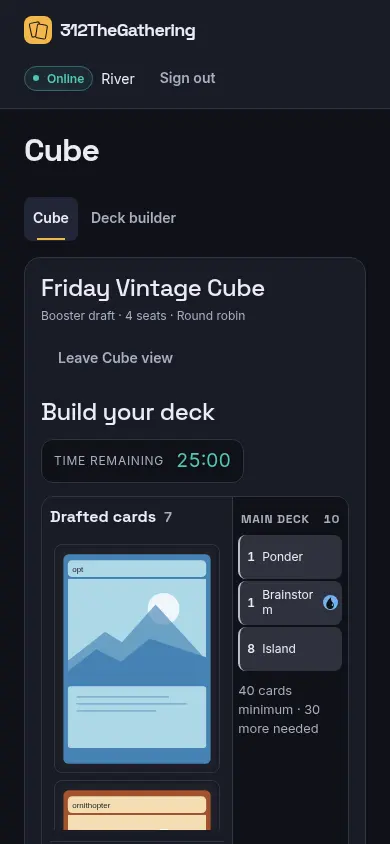 312TheGathering
Online
River
Sign out
Cube
Cube
Deck builder
Friday Vintage Cube
Booster draft · 4 seats · Round robin
Leave Cube view
Build your deck
TIME REMAINING 25:00
Drafted cards 7
opt
ornithopter
MAIN DECK 10
1 Ponder
1 Brainstor
m
8 Island
40 cards
minimum · 30
more needed